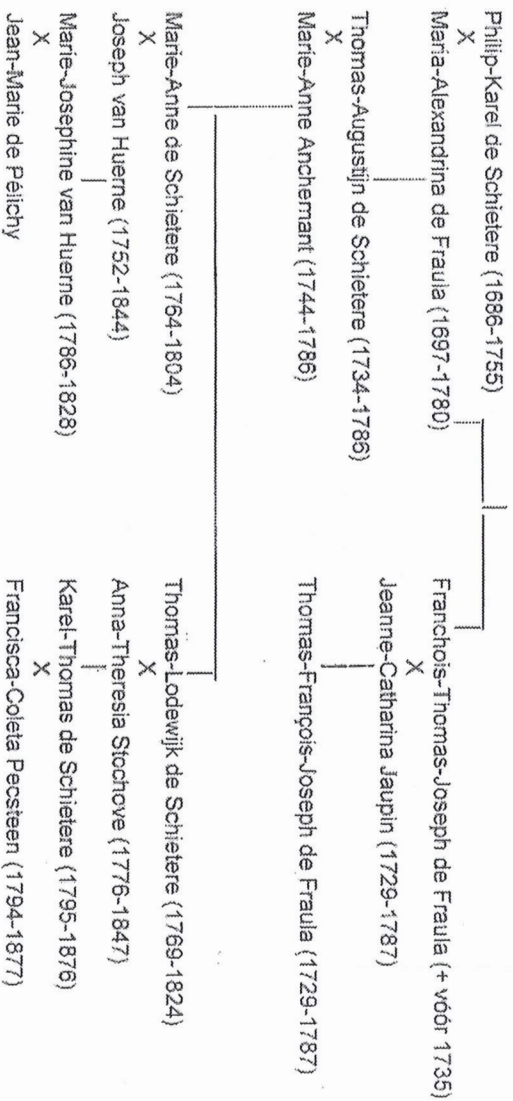 Philip-Karel de Schietere (1686-1755)
X
Maria-Alexandrina de Fraula (1697-1780)
Thomas-Augustijn de Schietere (1734-1786)
X
Marie-Anne Anchemant (1744-1786)
Marie-Anne de Schietere (1764-1804)
X
Joseph van Huerne (1752-1844)
Marie-Josephine van Huerne (1786-1828)
X
Jean-Marie de Pélichy
Franchois-Thomas-Joseph de Fraula (+ vóór 1735)
X
Jeanne-Catharina Jaupin (1729-1787)
Thomas-François-Joseph de Fraula (1729-1787)
Thomas-Lodewijk de Schietere (1769-1824)
X
Anna-Theresia Stochove (1776-1847)
Karel-Thomas de Schietere (1795-1876)
X
Francisca-Coleta Pecsteen (1794-1877)